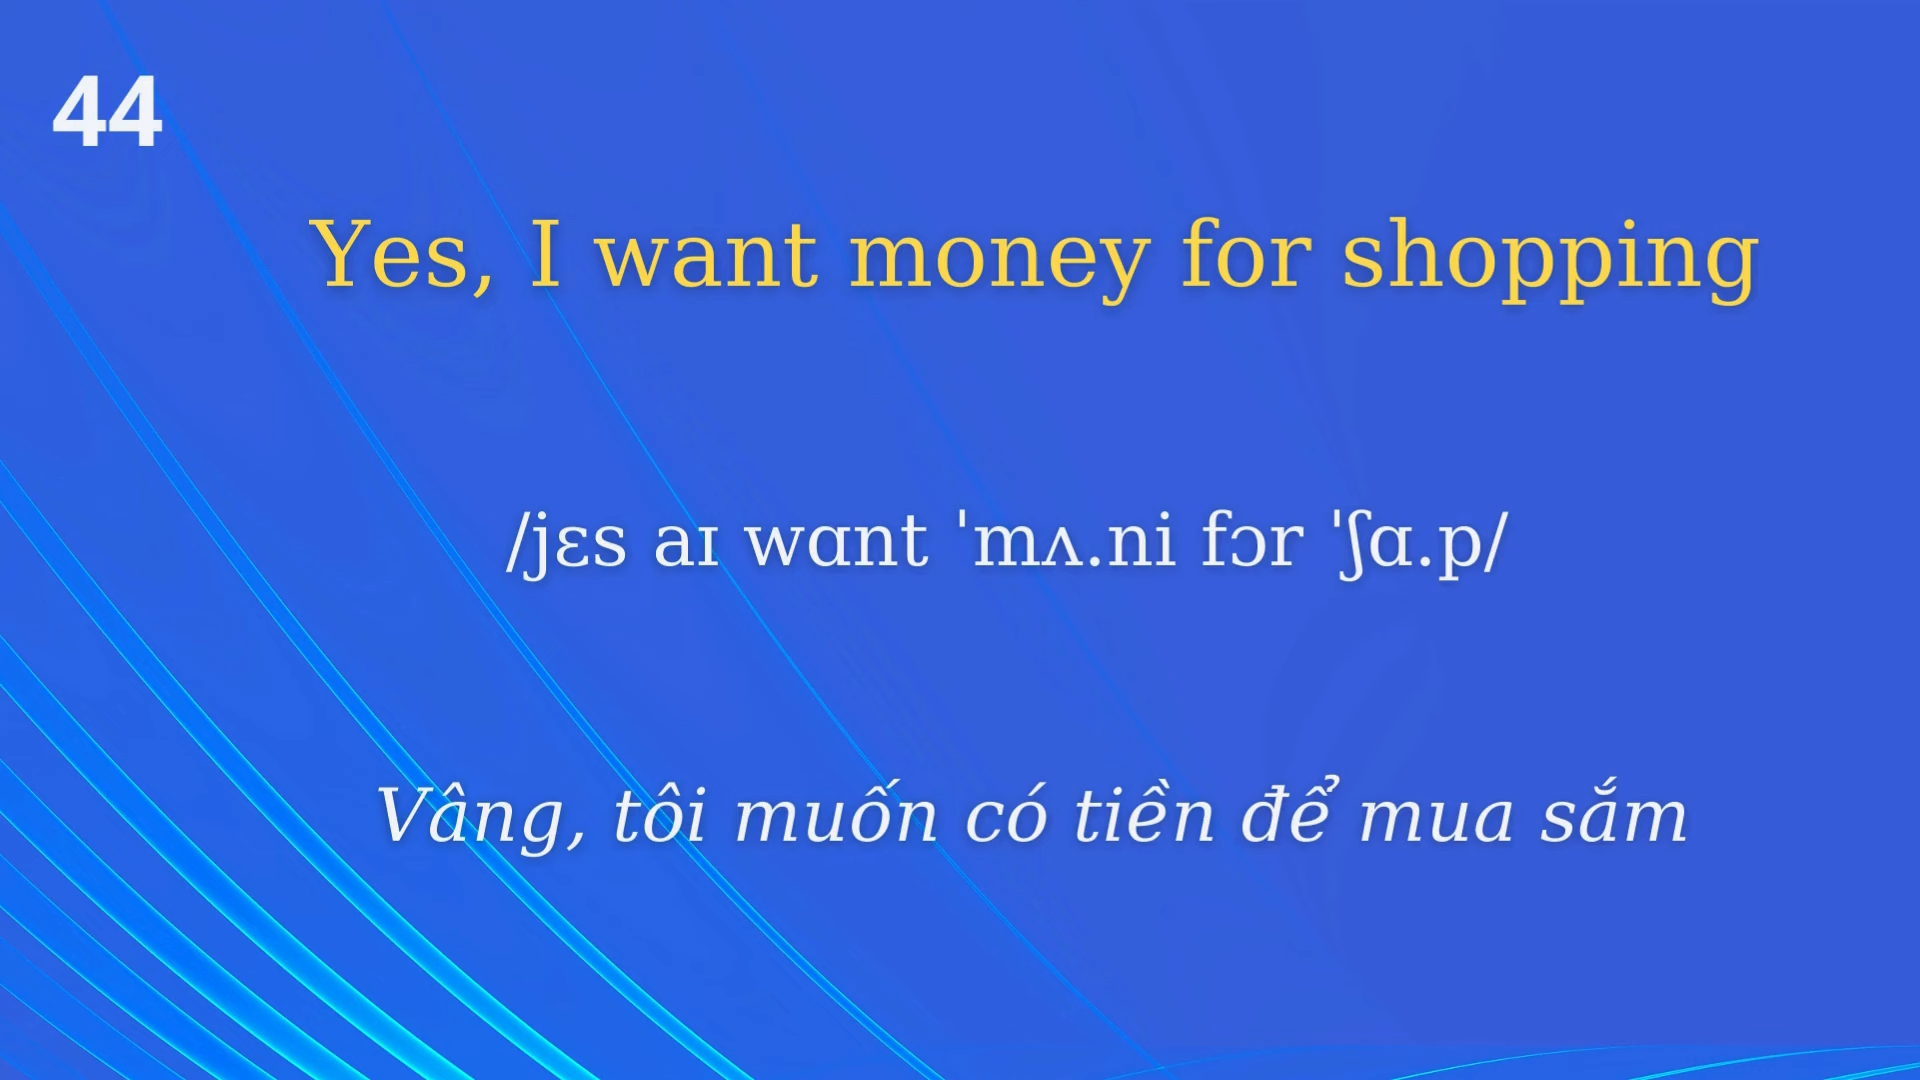 44
Yes, I want money for shopping
/jɛs aɪ wɑnt ˈmʌ.ni fɔr ˈʃɑ.p/
Vâng, tôi muốn có tiền để mua sắm